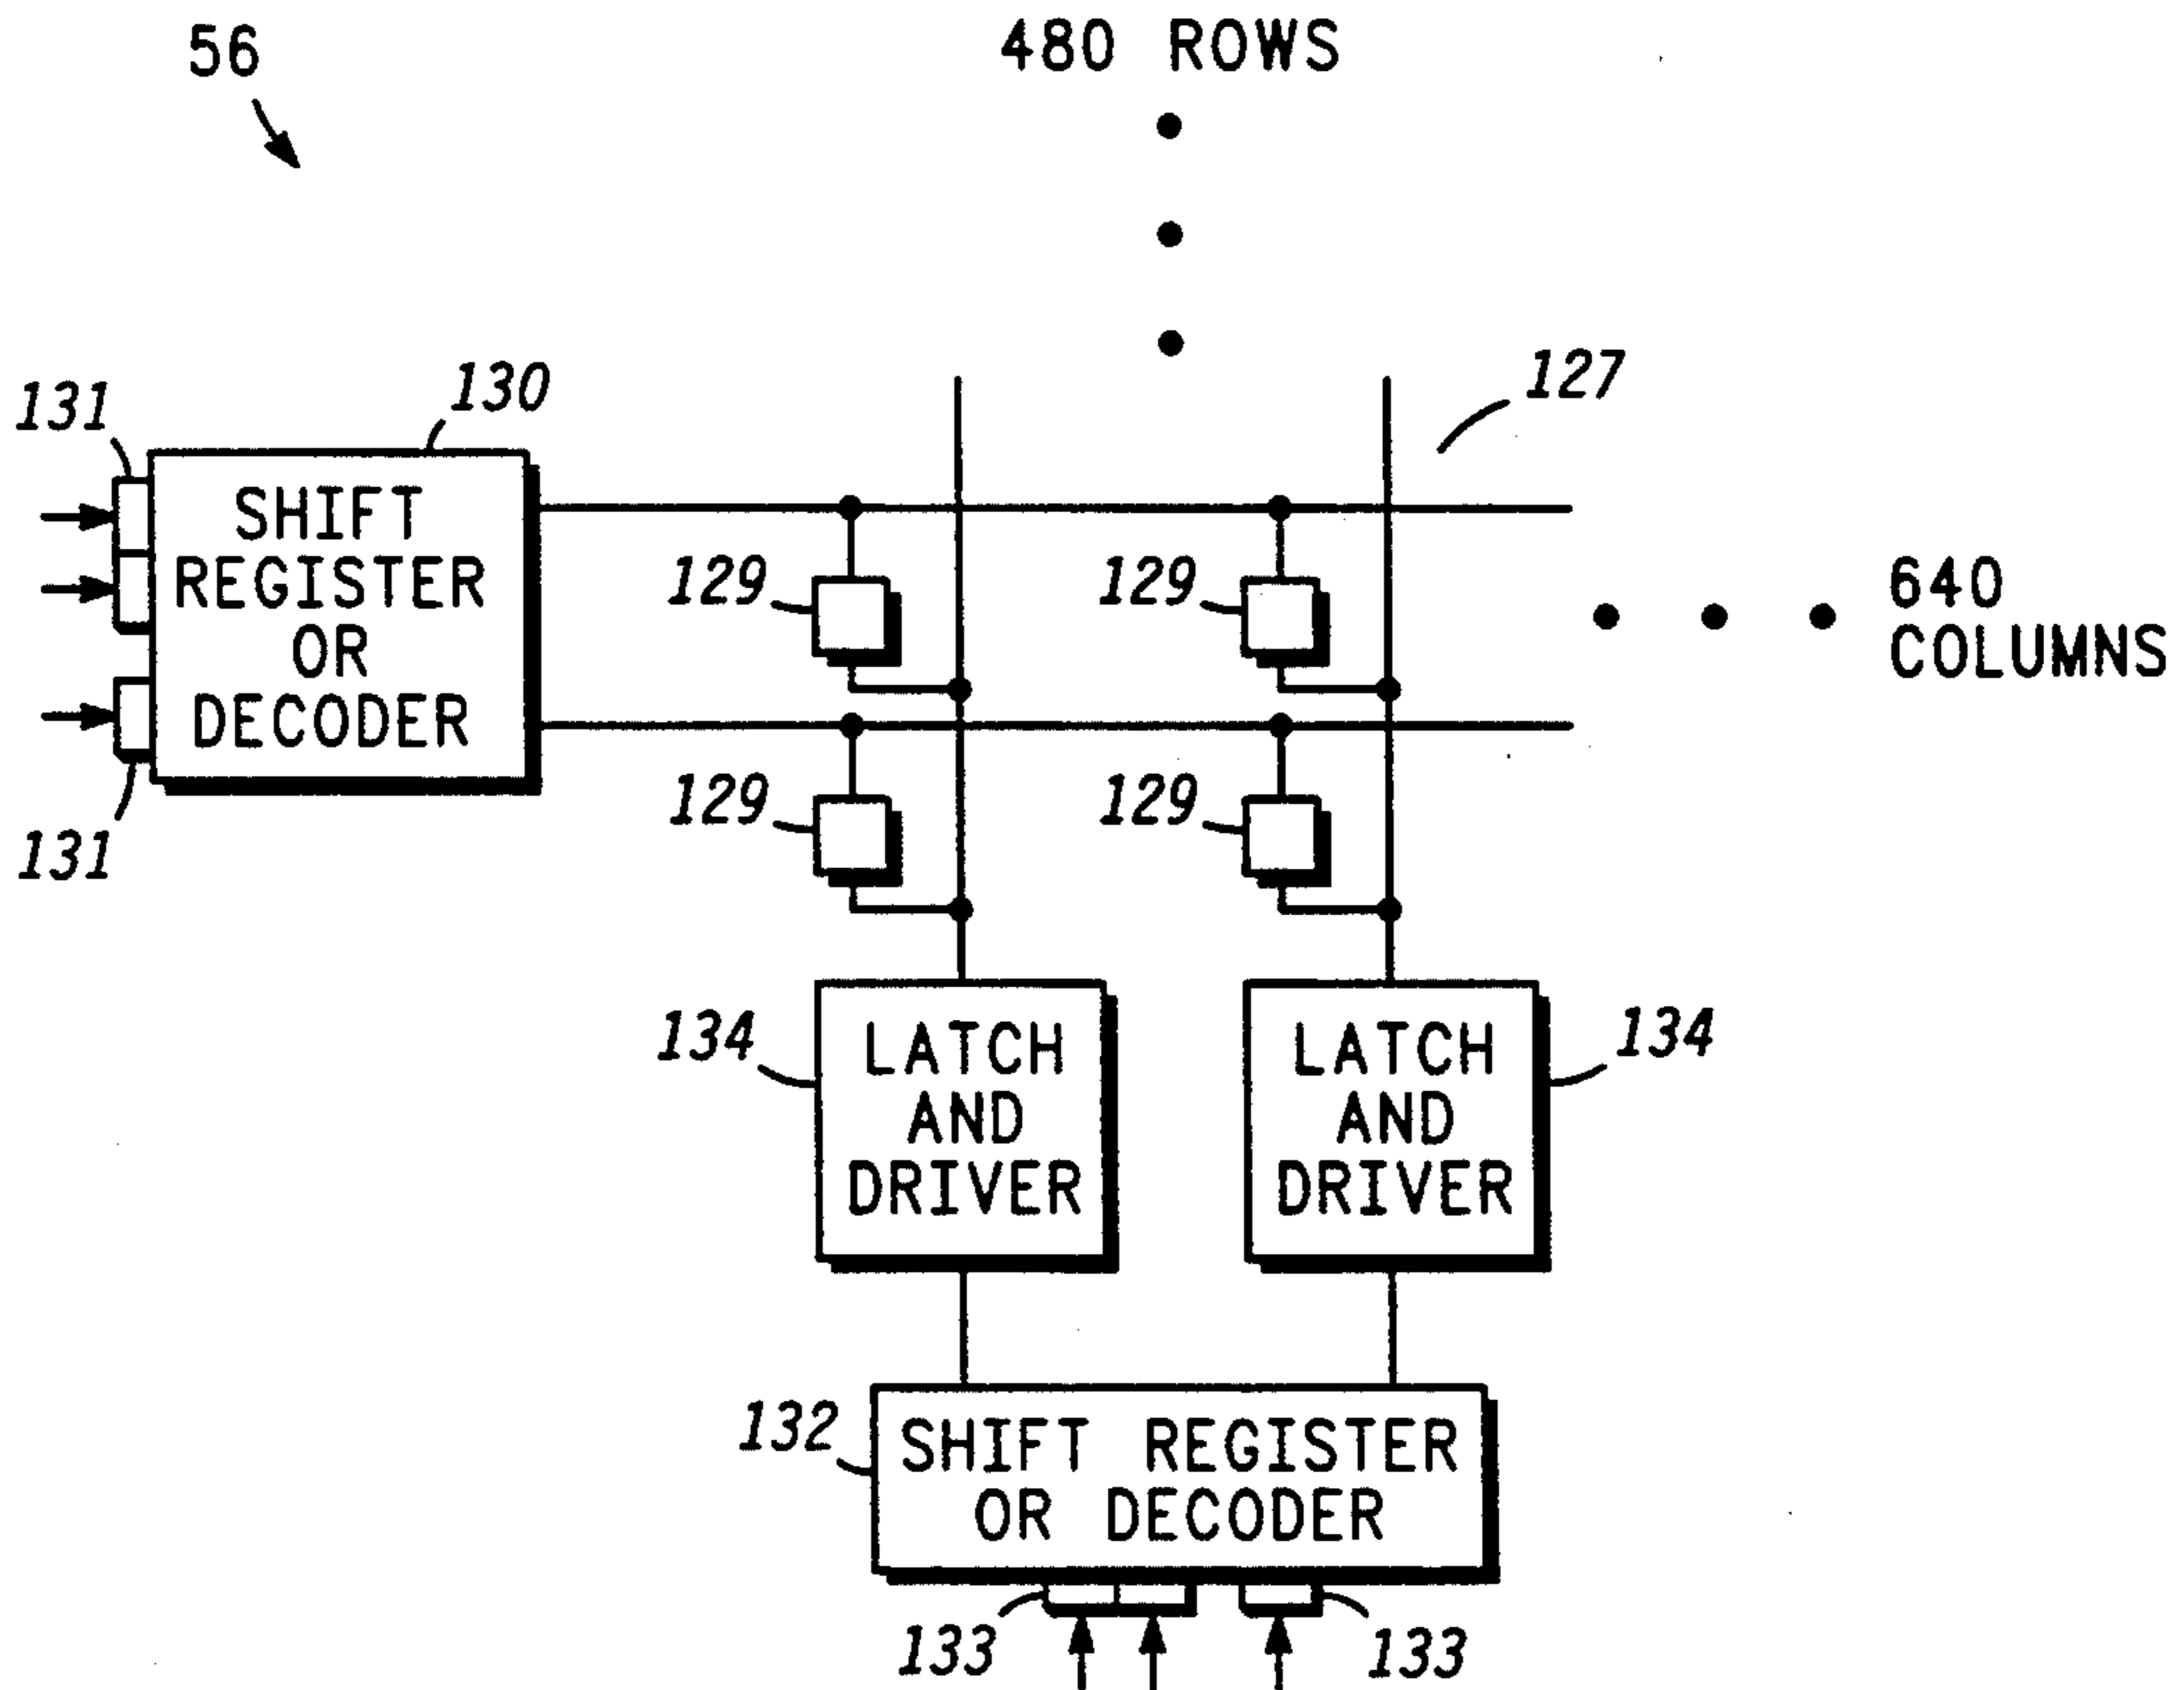 56
480 ROWS
127
130
131
SHIFT
REGISTER
OR
DECODER
129
129
640
COLUMNS
129
129
131
134
LATCH
AND
DRIVER
LATCH
AND
DRIVER
134
132
SHIFT REGISTER
OR DECODER
133
133